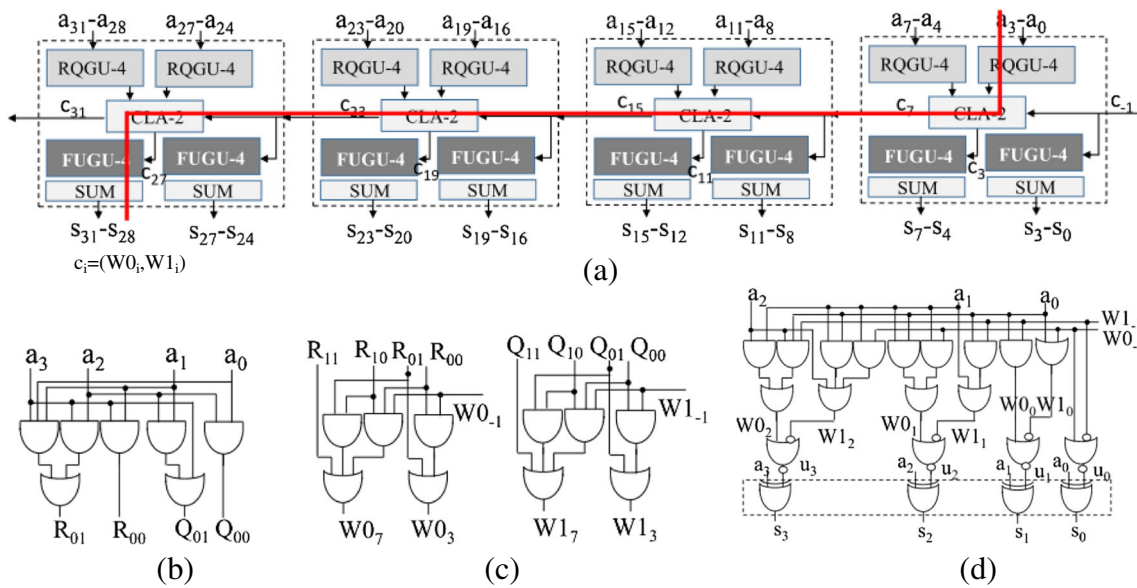 a31-a28 a27-a24 a23-a20 a19-a16 a15-a12 a11-a8 a7-a4 a3-a0
RQGU-4 RQGU-4 RQGU-4 RQGU-4 RQGU-4 RQGU-4 RQGU-4 RQGU-4
c31 CLA-2 c23 CLA-2 c15 CLA-2 c7 CLA-2 c-1
FUGU-4 FUGU-4 FUGU-4 FUGU-4 FUGU-4 FUGU-4 FUGU-4 FUGU-4
c27 c19 c11 c3
SUM SUM SUM SUM SUM SUM SUM SUM
s31-s28 s27-s24 s23-s20 s19-s16 s15-s12 s11-s8 s7-s4 s3-s0
ci=(W0i,W1i)
(a)
a3 a2 a1 a0
R01 R00 Q01 Q00
(b)
R11 R10 R01 R00 Q11 Q10 Q01 Q00
W0-1 W1-1
W07 W03 W17 W13
(c)
a2 a1 a0
W1-
W0-
W02 W12 W01 W11 W00 W10
a3 u3 a2 u2 a1 u1 a0 u0
s3 s2 s1 s0
(d)